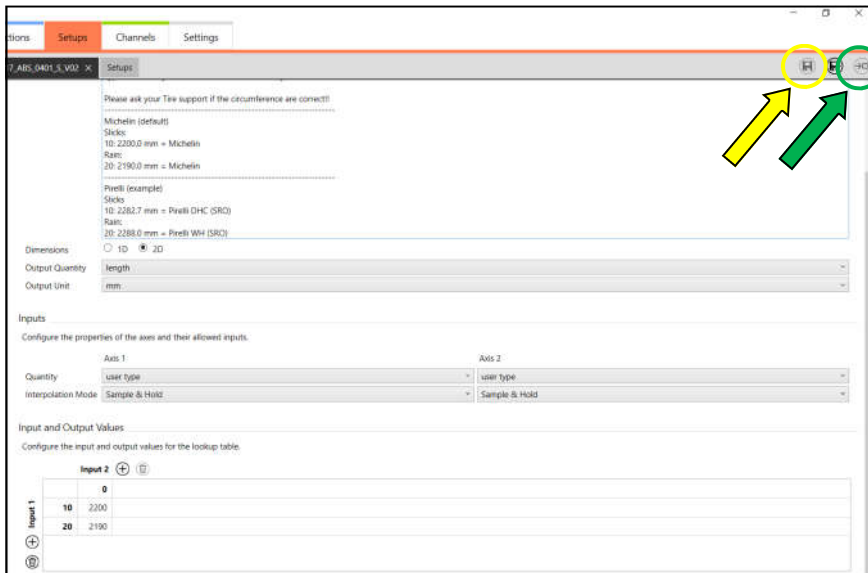 tions Setups Channels Settings
7_ABS_0401_S_V02 × Setups
Please ask your Tire support if the circumference are correct!!
Michelin (default)
Slicks:
10: 2200,0 mm = Michelin
Rain:
20: 2190.0 mm = Michelin
Pirelli (example)
Slicks
10: 2282.7 mm = Pirelli DHC (SRO)
Rain:
20: 2288.0 mm = Pirelli WH (SRO)
Dimensions 1D 2D
Output Quantity length
Output Unit mm
Inputs
Configure the properties of the axes and their allowed inputs.
Axis 1 Axis 2
Quantity user type user type
Interpolation Mode Sample & Hold Sample & Hold
Input and Output Values
Configure the input and output values for the lookup table.
Input 2
0
Input 1
10 2200
20 2190